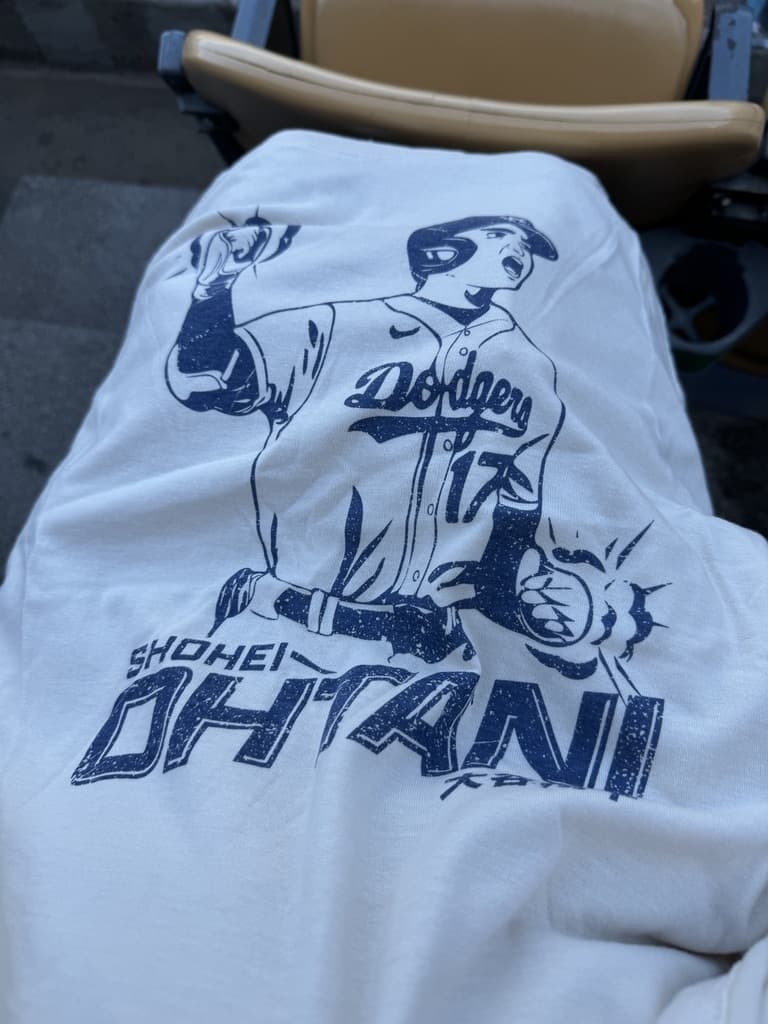 Dodgers
17
SHOHEI
OHTANI